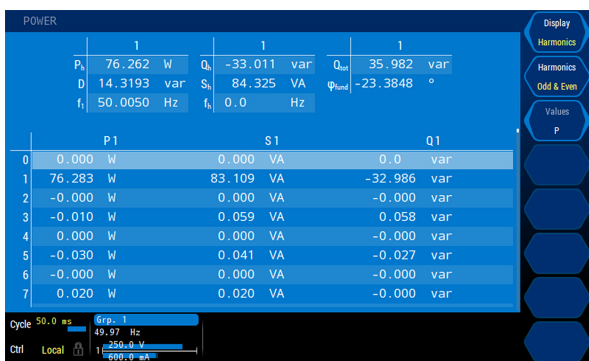 POWER
1 1 1
Ph 76.262 W Qh -33.011 var Qtot 35.982 var
D 14.3193 var Sh 84.325 VA φfund -23.3848 °
f1 50.0050 Hz fh 0.0 Hz
P1 S1 Q1
0 0.000 W 0.000 VA 0.0 var
1 76.283 W 83.109 VA -32.986 var
2 -0.000 W 0.000 VA -0.000 var
3 -0.010 W 0.059 VA 0.058 var
4 0.000 W 0.000 VA -0.000 var
5 -0.030 W 0.041 VA -0.027 var
6 -0.000 W 0.000 VA -0.000 var
7 0.020 W 0.020 VA -0.000 var
Display
Harmonics
Harmonics
Odd & Even
Values
P
Cycle 50.0 ms Grp. 1
49.97 Hz
Ctrl Local 1 250.0 V
600.0 mA